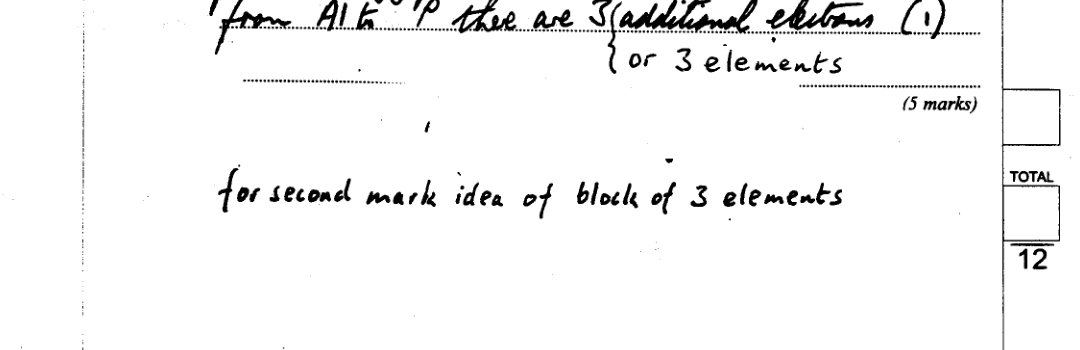 from Al to P there are 3 additional electrons (1)
or 3 elements
(5 marks)
for second mark idea of block of 3 elements
TOTAL
12